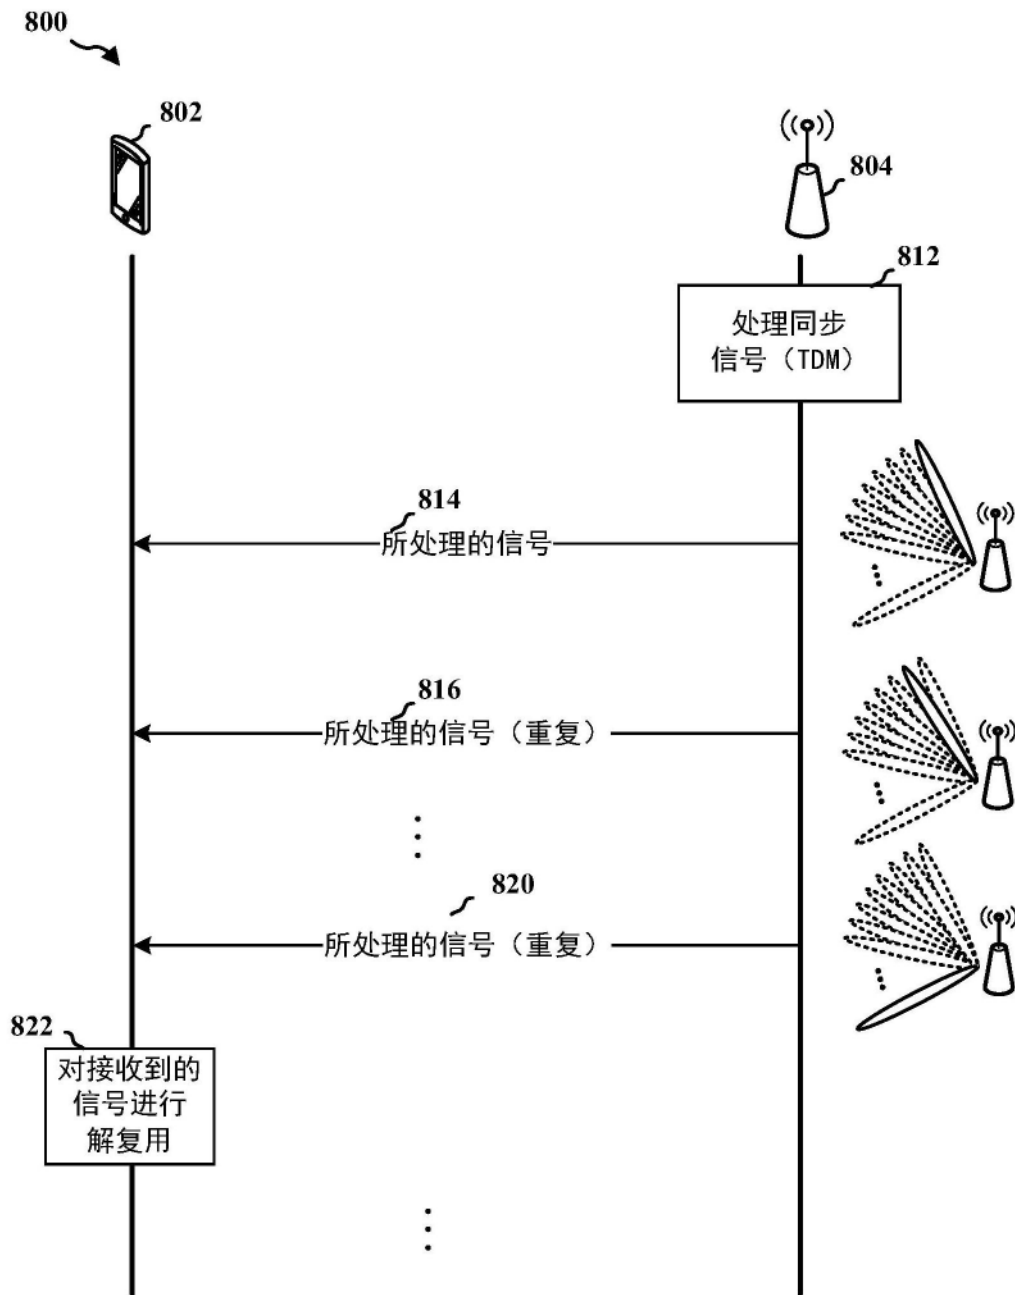 800
802
804
812
处理同步
信号（TDM）
814
所处理的信号
816
所处理的信号（重复）
820
所处理的信号（重复）
822
对接收到的
信号进行
解复用